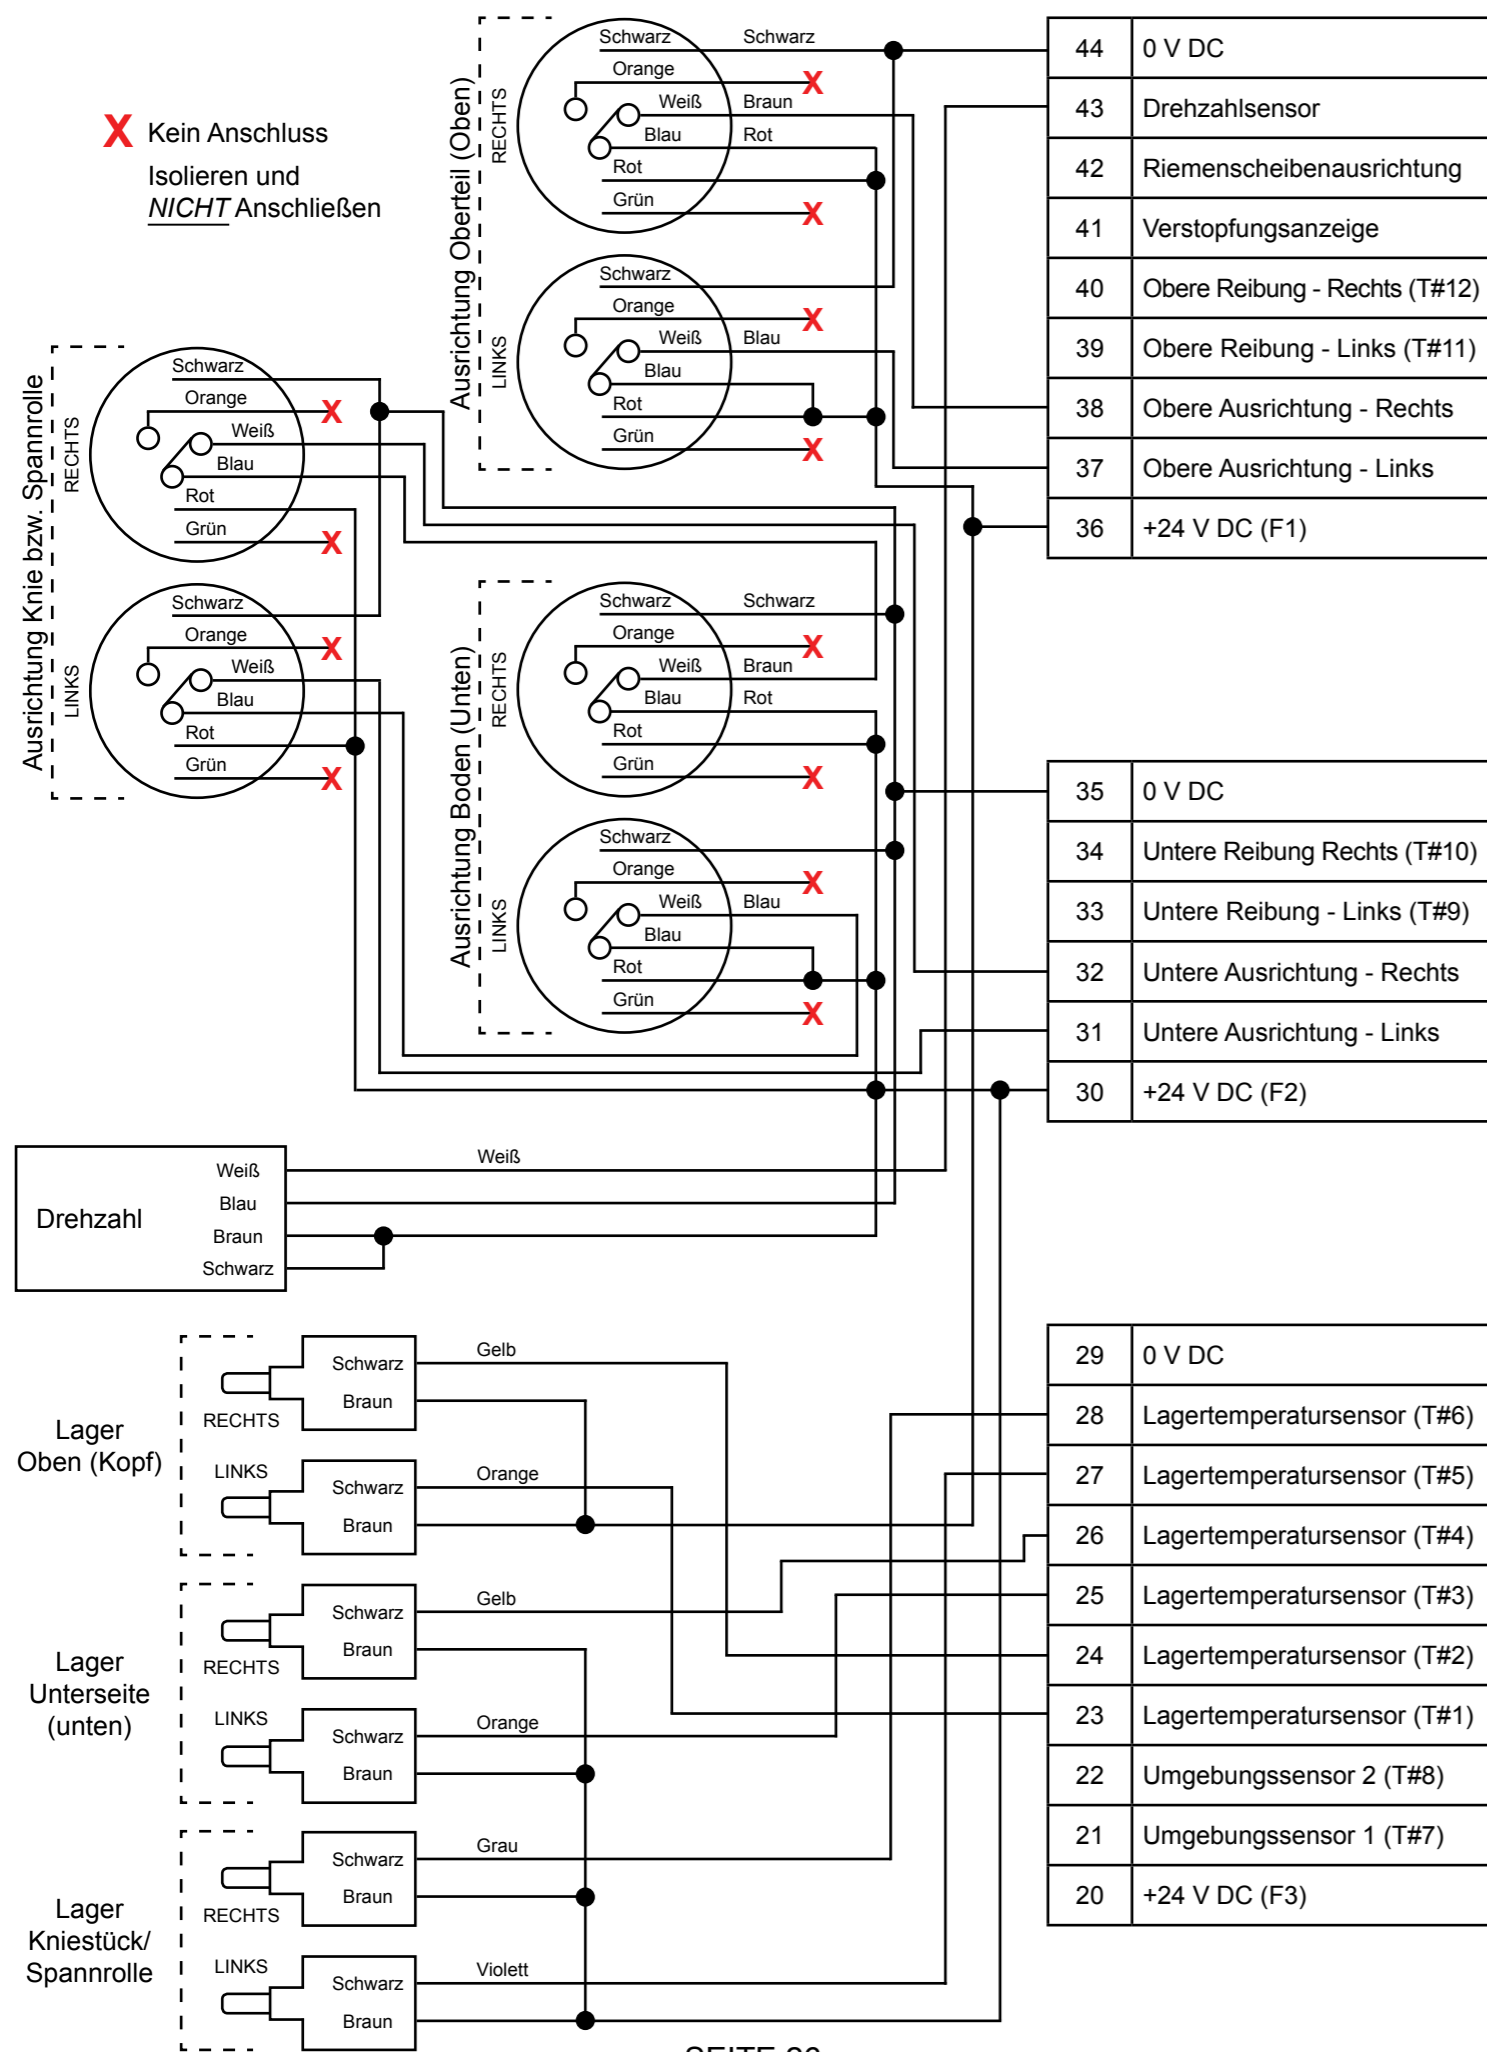 X Kein Anschluss
Isolieren und
NICHT Anschließen
Ausrichtung Oberteil (Oben)
RECHTS
Schwarz Schwarz
Orange X
Weiß Braun
Blau Rot
Rot
Grün X
LINKS
Schwarz
Orange X
Weiß Blau
Blau
Rot
Grün X
Ausrichtung Knie bzw. Spannrolle
RECHTS
Schwarz
Orange X
Weiß
Blau
Rot
Grün X
LINKS
Schwarz
Orange X
Weiß
Blau
Rot
Grün X
Ausrichtung Boden (Unten)
RECHTS
Schwarz Schwarz
Orange X
Weiß Braun
Blau Rot
Rot
Grün X
LINKS
Schwarz
Orange X
Weiß Blau
Blau
Rot
Grün X
44 0 V DC
43 Drehzahlsensor
42 Riemenscheibenausrichtung
41 Verstopfungsanzeige
40 Obere Reibung - Rechts (T#12)
39 Obere Reibung - Links (T#11)
38 Obere Ausrichtung - Rechts
37 Obere Ausrichtung - Links
36 +24 V DC (F1)
35 0 V DC
34 Untere Reibung Rechts (T#10)
33 Untere Reibung - Links (T#9)
32 Untere Ausrichtung - Rechts
31 Untere Ausrichtung - Links
30 +24 V DC (F2)
Drehzahl
Weiß Weiß
Blau
Braun
Schwarz
Lager
Oben (Kopf)
RECHTS
Schwarz Gelb
Braun
LINKS
Schwarz Orange
Braun
Lager
Unterseite
(unten)
RECHTS
Schwarz Gelb
Braun
LINKS
Schwarz Orange
Braun
Lager
Kniestück/
Spannrolle
RECHTS
Schwarz Grau
Braun
LINKS
Schwarz Violett
Braun
29 0 V DC
28 Lagertemperatursensor (T#6)
27 Lagertemperatursensor (T#5)
26 Lagertemperatursensor (T#4)
25 Lagertemperatursensor (T#3)
24 Lagertemperatursensor (T#2)
23 Lagertemperatursensor (T#1)
22 Umgebungssensor 2 (T#8)
21 Umgebungssensor 1 (T#7)
20 +24 V DC (F3)
SEITE